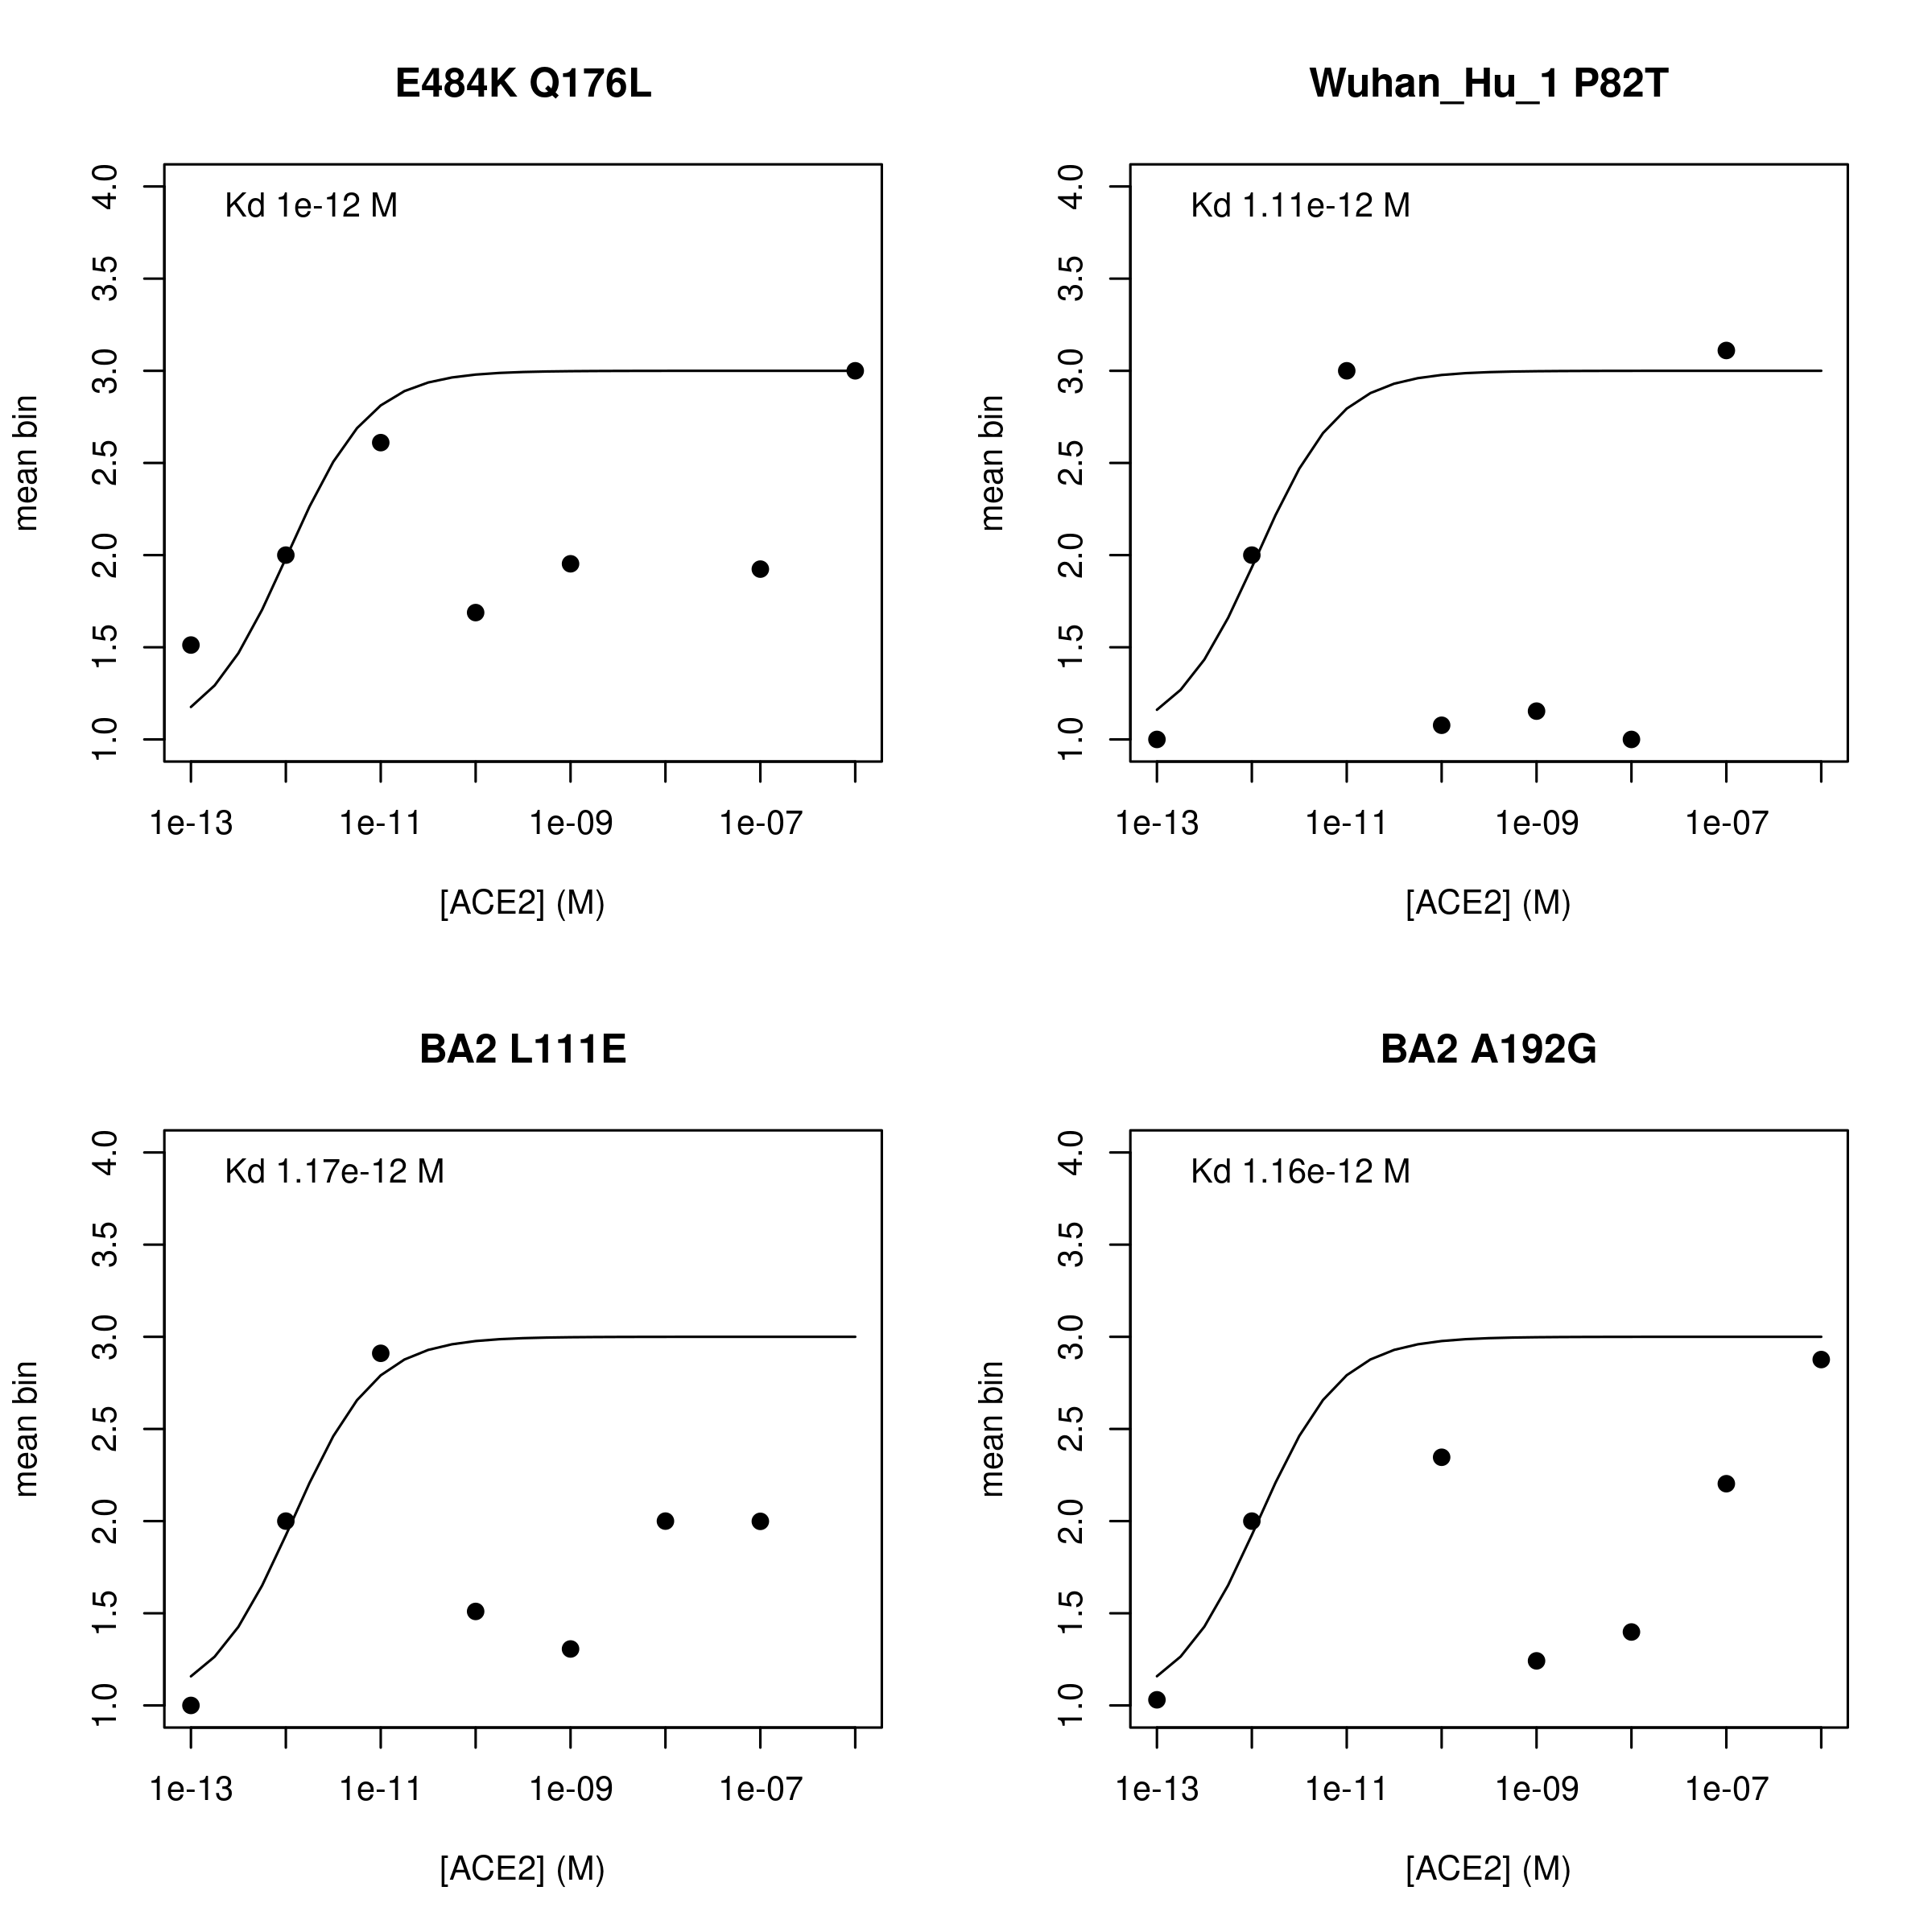 E484K Q176L
Kd 1e-12 M
mean bin
4.0
3.5
3.0
2.5
2.0
1.5
1.0
1e-13 1e-11 1e-09 1e-07
[ACE2] (M)
Wuhan_Hu_1 P82T
Kd 1.11e-12 M
mean bin
4.0
3.5
3.0
2.5
2.0
1.5
1.0
1e-13 1e-11 1e-09 1e-07
[ACE2] (M)
BA2 L111E
Kd 1.17e-12 M
mean bin
4.0
3.5
3.0
2.5
2.0
1.5
1.0
1e-13 1e-11 1e-09 1e-07
[ACE2] (M)
BA2 A192G
Kd 1.16e-12 M
mean bin
4.0
3.5
3.0
2.5
2.0
1.5
1.0
1e-13 1e-11 1e-09 1e-07
[ACE2] (M)